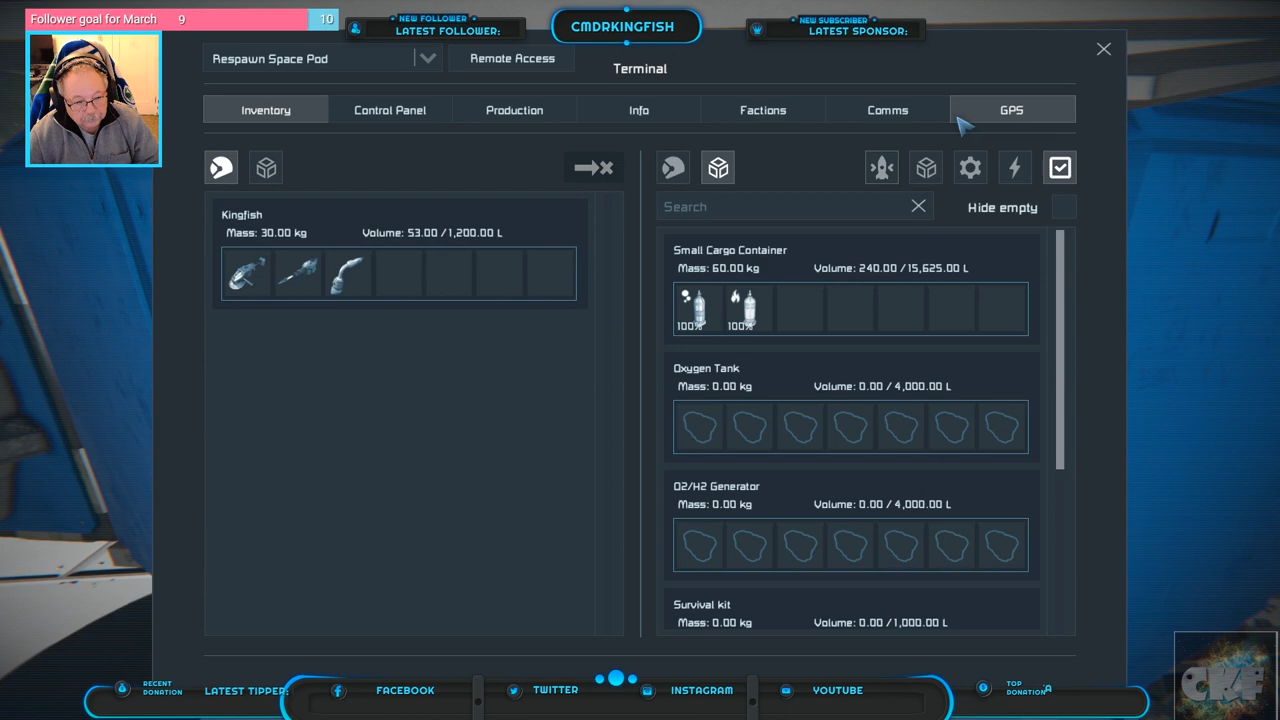 Follower goal for March 9 10
NEW FOLLOWER
LATEST FOLLOWER:
CMDRKINGFISH
NEW SUBSCRIBER
LATEST SPONSOR:
Respawn Space Pod
Remote Access
Terminal
Inventory
Control Panel
Production
Info
Factions
Comms
GPS
Kingfish
Mass: 30.00 kg Volume: 53.00 / 1,200.00 L
Search
Hide empty
Small Cargo Container
Mass: 60.00 kg Volume: 240.00 / 15,625.00 L
100% 100%
Oxygen Tank
Mass: 0.00 kg Volume: 0.00 / 4,000.00 L
O2/H2 Generator
Mass: 0.00 kg Volume: 0.00 / 4,000.00 L
Survival kit
Mass: 0.00 kg Volume: 0.00 / 1,000.00 L
RECENT
DONATION
LATEST TIPPER:
FACEBOOK
TWITTER
INSTAGRAM
YOUTUBE
TOP
DONATION
CKF